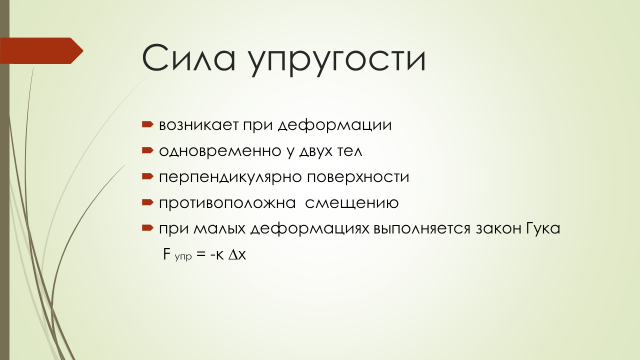 Сила упругости
возникает при деформации
одновременно у двух тел
перпендикулярно поверхности
противоположна смещению
при малых деформациях выполняется закон Гука
F упр = -к Δх